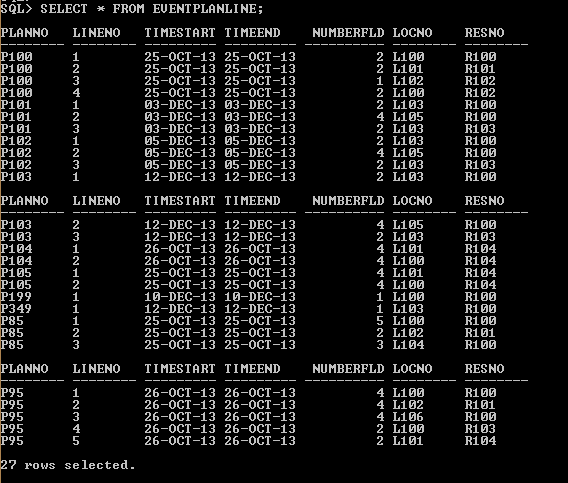 SQL> SELECT * FROM EVENTPLANLINE;
PLANNO LINENO TIMESTART TIMEEND NUMBERFLD LOCNO RESNO
P100 1 25-OCT-13 25-OCT-13 2 L100 R100
P100 2 25-OCT-13 25-OCT-13 2 L101 R101
P100 3 25-OCT-13 25-OCT-13 1 L102 R102
P100 4 25-OCT-13 25-OCT-13 2 L100 R102
P101 1 03-DEC-13 03-DEC-13 2 L103 R100
P101 2 03-DEC-13 03-DEC-13 4 L105 R100
P101 3 03-DEC-13 03-DEC-13 2 L103 R103
P102 1 05-DEC-13 05-DEC-13 2 L103 R100
P102 2 05-DEC-13 05-DEC-13 4 L105 R100
P102 3 05-DEC-13 05-DEC-13 2 L103 R103
P103 1 12-DEC-13 12-DEC-13 2 L103 R100
PLANNO LINENO TIMESTART TIMEEND NUMBERFLD LOCNO RESNO
P103 2 12-DEC-13 12-DEC-13 4 L105 R100
P103 3 12-DEC-13 12-DEC-13 2 L103 R103
P104 1 26-OCT-13 26-OCT-13 4 L101 R104
P104 2 26-OCT-13 26-OCT-13 4 L100 R104
P105 1 25-OCT-13 25-OCT-13 4 L101 R104
P105 2 25-OCT-13 25-OCT-13 4 L100 R104
P199 1 10-DEC-13 10-DEC-13 1 L100 R100
P349 1 12-DEC-13 12-DEC-13 1 L103 R100
P85 1 25-OCT-13 25-OCT-13 5 L100 R100
P85 2 25-OCT-13 25-OCT-13 2 L102 R101
P85 3 25-OCT-13 25-OCT-13 3 L104 R100
PLANNO LINENO TIMESTART TIMEEND NUMBERFLD LOCNO RESNO
P95 1 26-OCT-13 26-OCT-13 4 L100 R100
P95 2 26-OCT-13 26-OCT-13 4 L102 R101
P95 3 26-OCT-13 26-OCT-13 4 L106 R100
P95 4 26-OCT-13 26-OCT-13 2 L100 R103
P95 5 26-OCT-13 26-OCT-13 2 L101 R104
27 rows selected.